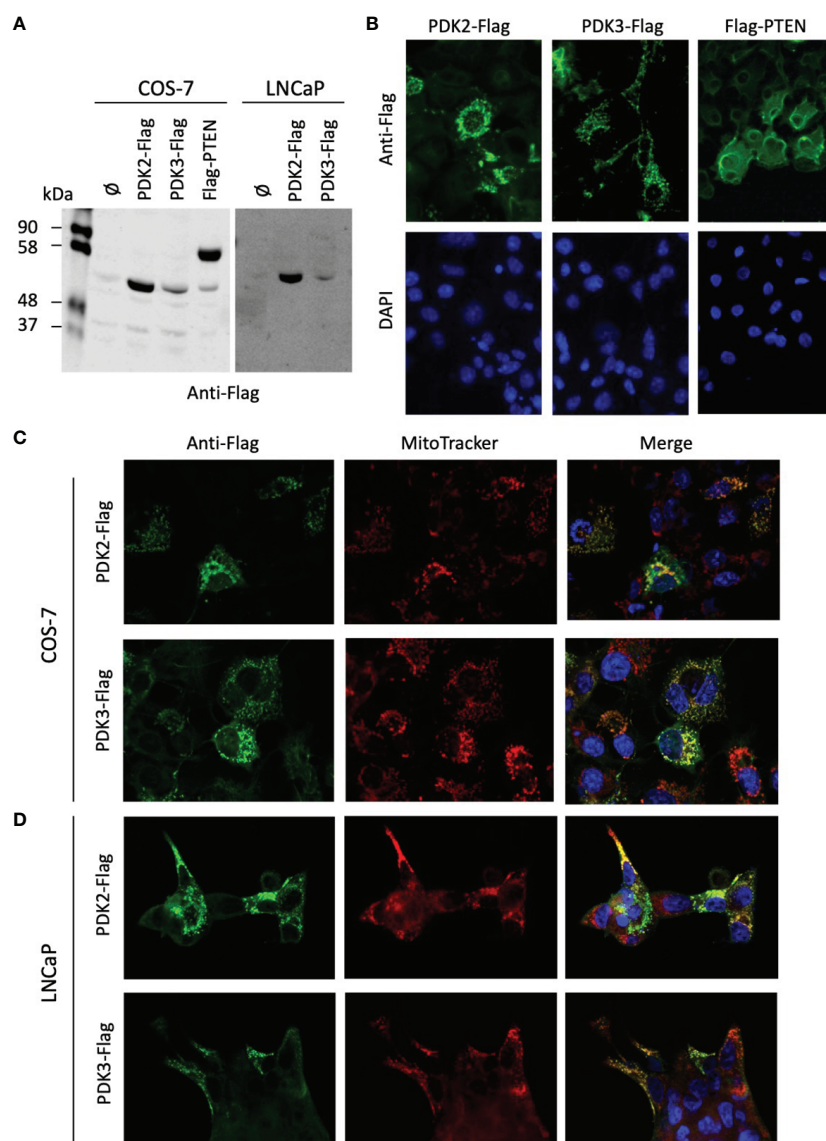 A
COS-7
LNCaP
kDa
Ø
PDK2-Flag
PDK3-Flag
Flag-PTEN
Ø
PDK2-Flag
PDK3-Flag
90
58
48
37
Anti-Flag
B
PDK2-Flag
PDK3-Flag
Flag-PTEN
Anti-Flag
DAPI
C
Anti-Flag
MitoTracker
Merge
COS-7
PDK2-Flag
PDK3-Flag
D
LNCaP
PDK2-Flag
PDK3-Flag